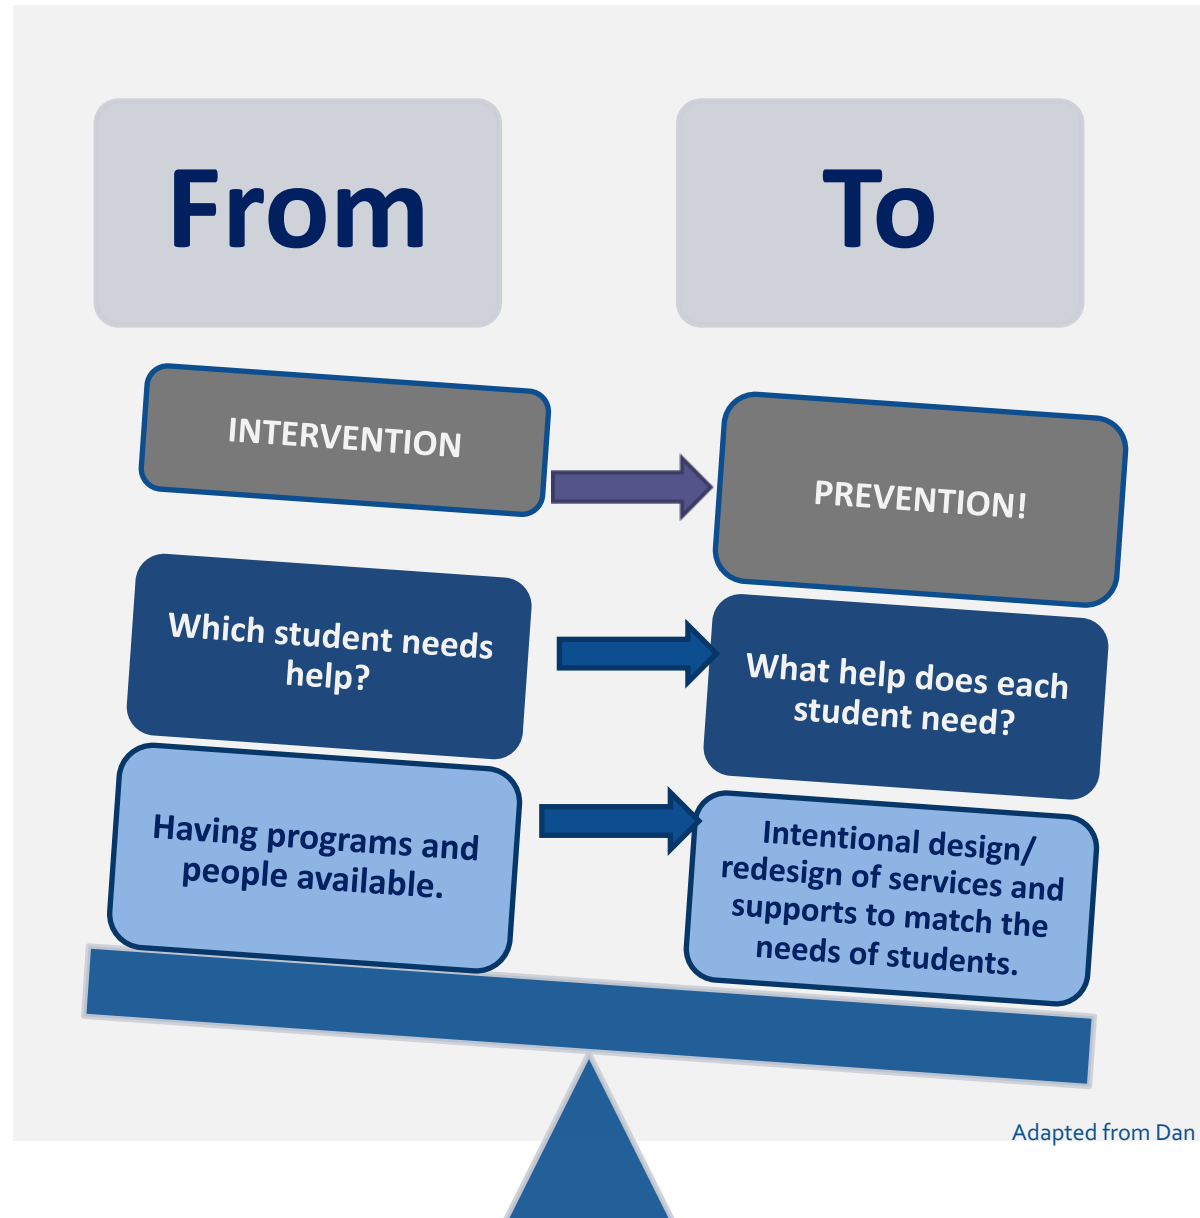 From
To
INTERVENTION
PREVENTION!
Which student needs
help?
What help does each
student need?
Having programs and
people available.
Intentional design/
redesign of services and
supports to match the
needs of students.
Adapted from Dan